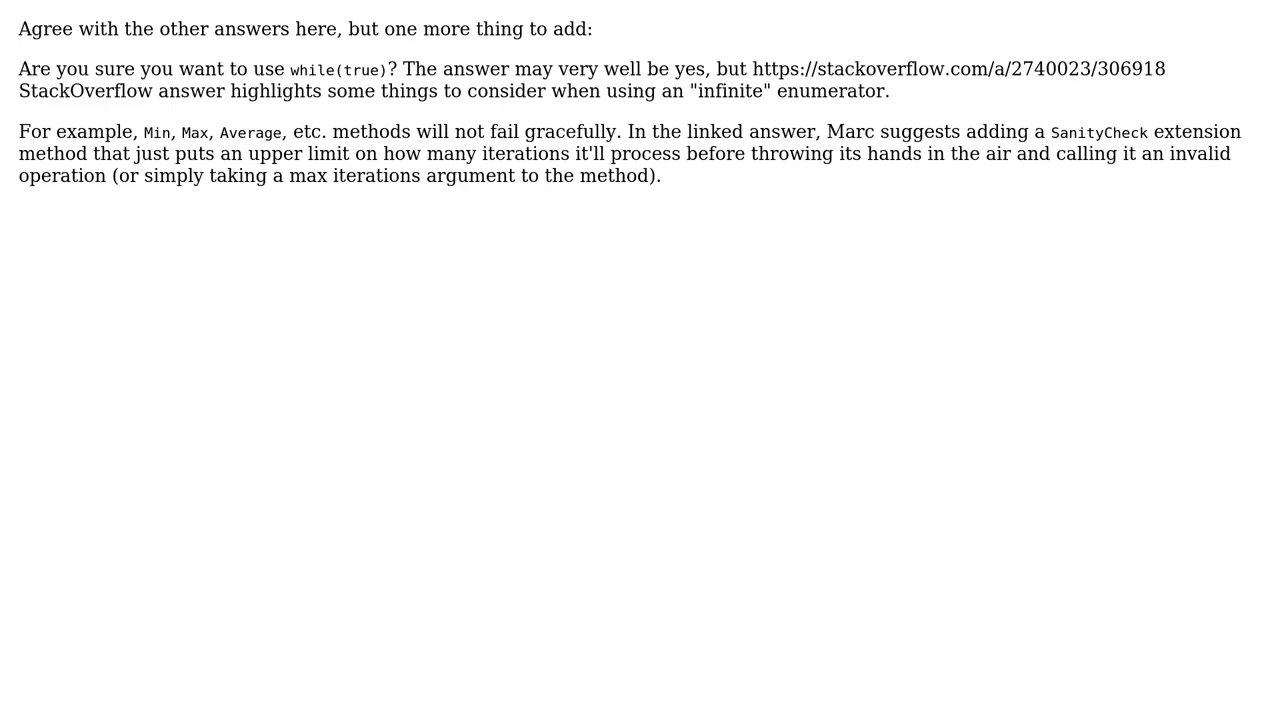 Agree with the other answers here, but one more thing to add:
Are you sure you want to use while(true)? The answer may very well be yes, but https://stackoverflow.com/a/2740023/306918
StackOverflow answer highlights some things to consider when using an "infinite" enumerator.
For example, Min, Max, Average, etc. methods will not fail gracefully. In the linked answer, Marc suggests adding a SanityCheck extension
method that just puts an upper limit on how many iterations it'll process before throwing its hands in the air and calling it an invalid
operation (or simply taking a max iterations argument to the method).